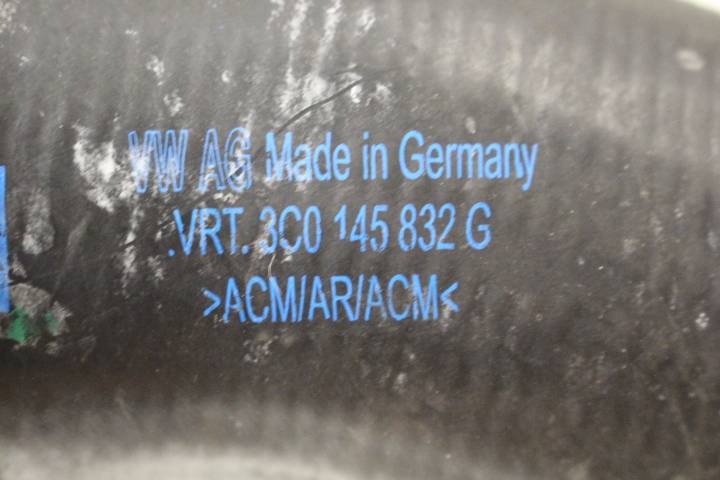 VW AG Made in Germany
.VRT. 3C0 145 832 G
>ACM/AR/ACM<